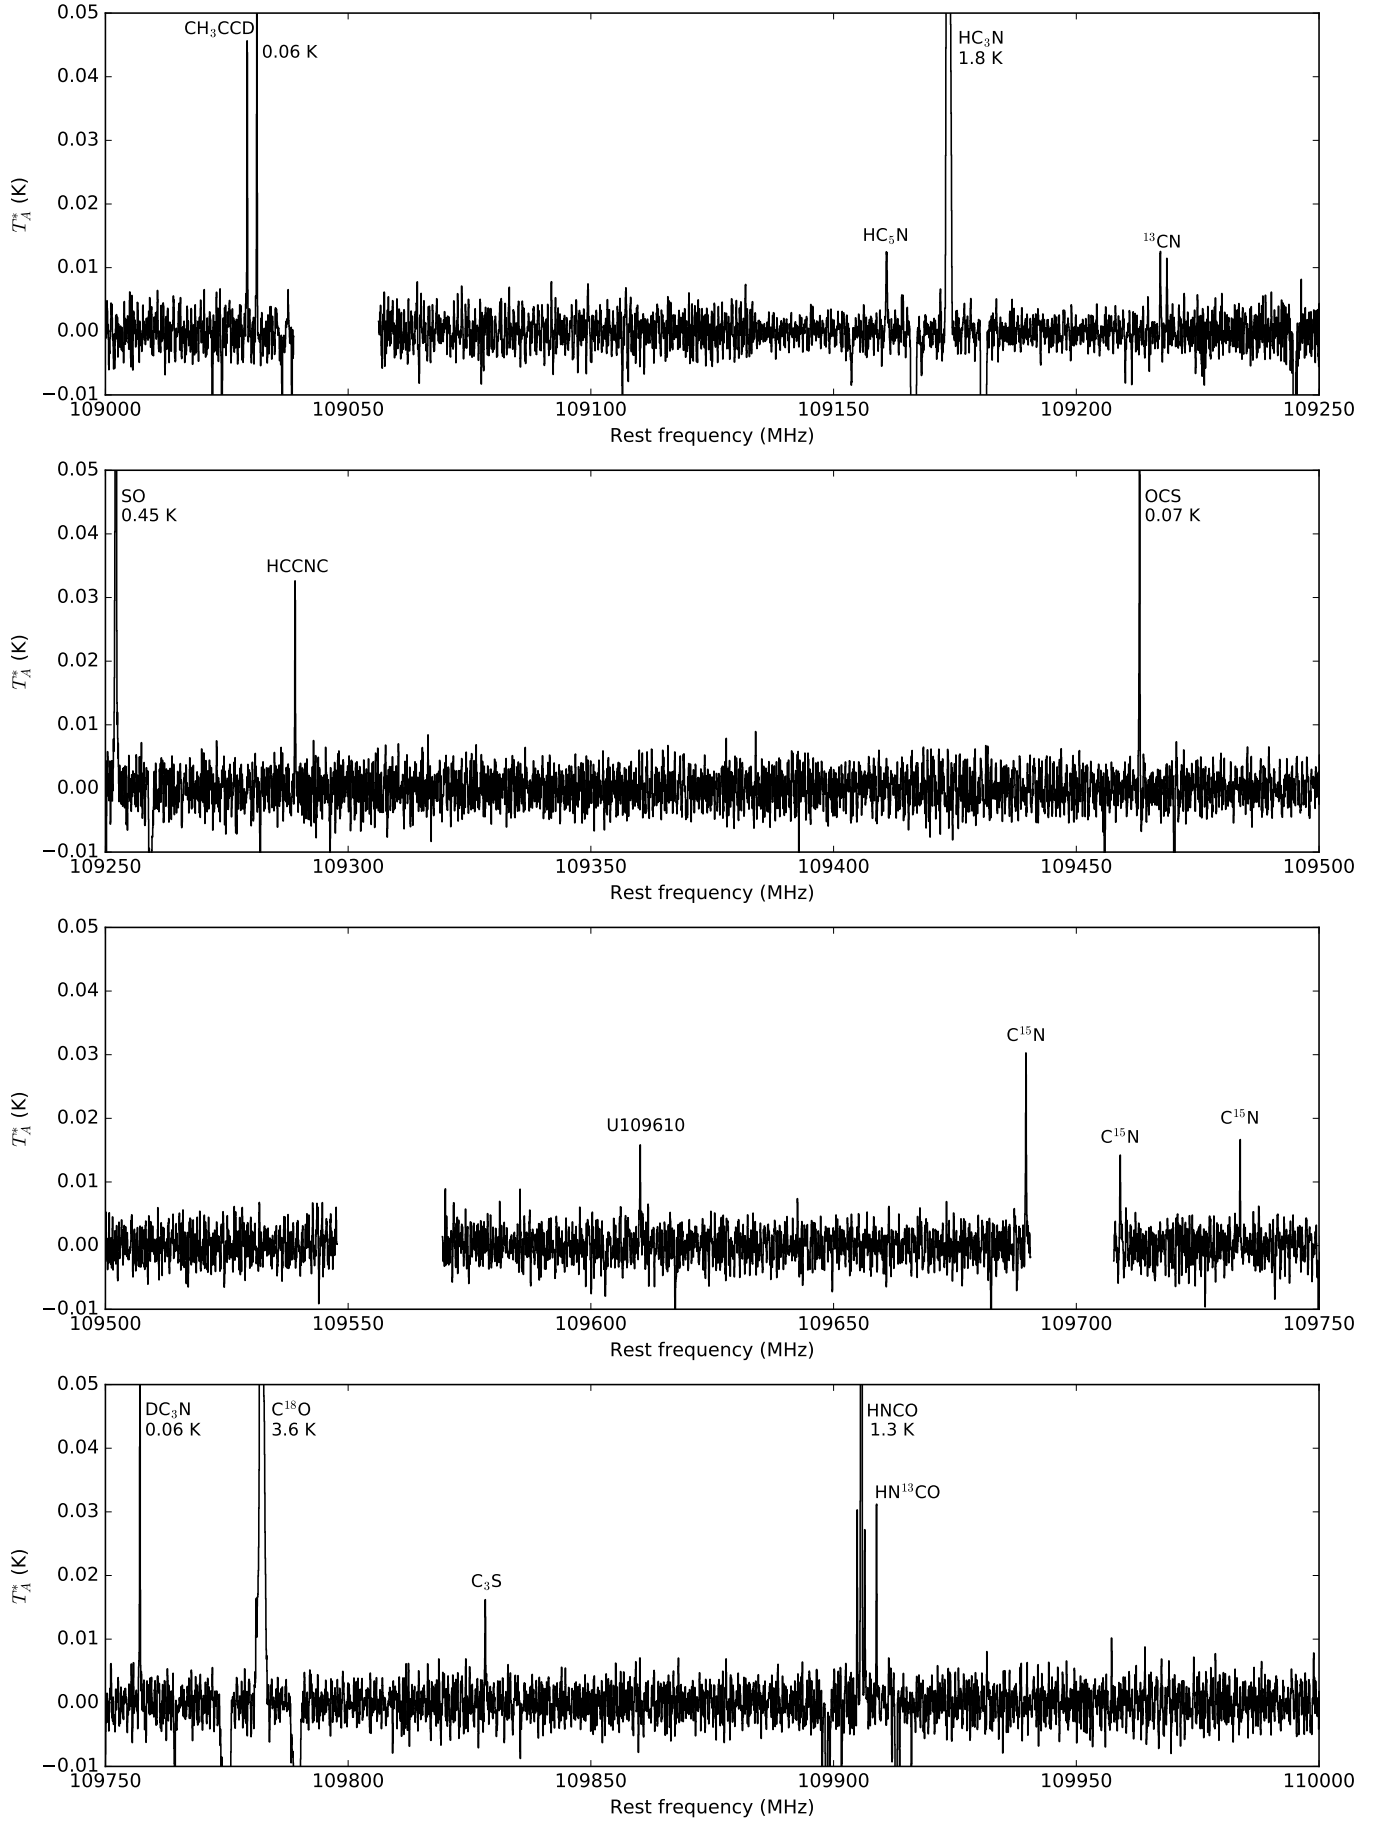 0.05
CH₃CCD
0.06 K
HC₃N
1.8 K
0.04
0.03
T*A (K)
0.02
HC₅N
¹³CN
0.01
0.00
−0.01
109000 109050 109100 109150 109200 109250
Rest frequency (MHz)
0.05
SO
0.45 K
OCS
0.07 K
0.04
HCCNC
0.03
T*A (K)
0.02
0.01
0.00
−0.01
109250 109300 109350 109400 109450 109500
Rest frequency (MHz)
0.05
0.04
C¹⁵N
0.03
T*A (K)
0.02
U109610
C¹⁵N
C¹⁵N
0.01
0.00
−0.01
109500 109550 109600 109650 109700 109750
Rest frequency (MHz)
0.05
DC₃N
0.06 K
C¹⁸O
3.6 K
HNCO
1.3 K
0.04
HN¹³CO
0.03
T*A (K)
0.02
C₃S
0.01
0.00
−0.01
109750 109800 109850 109900 109950 110000
Rest frequency (MHz)